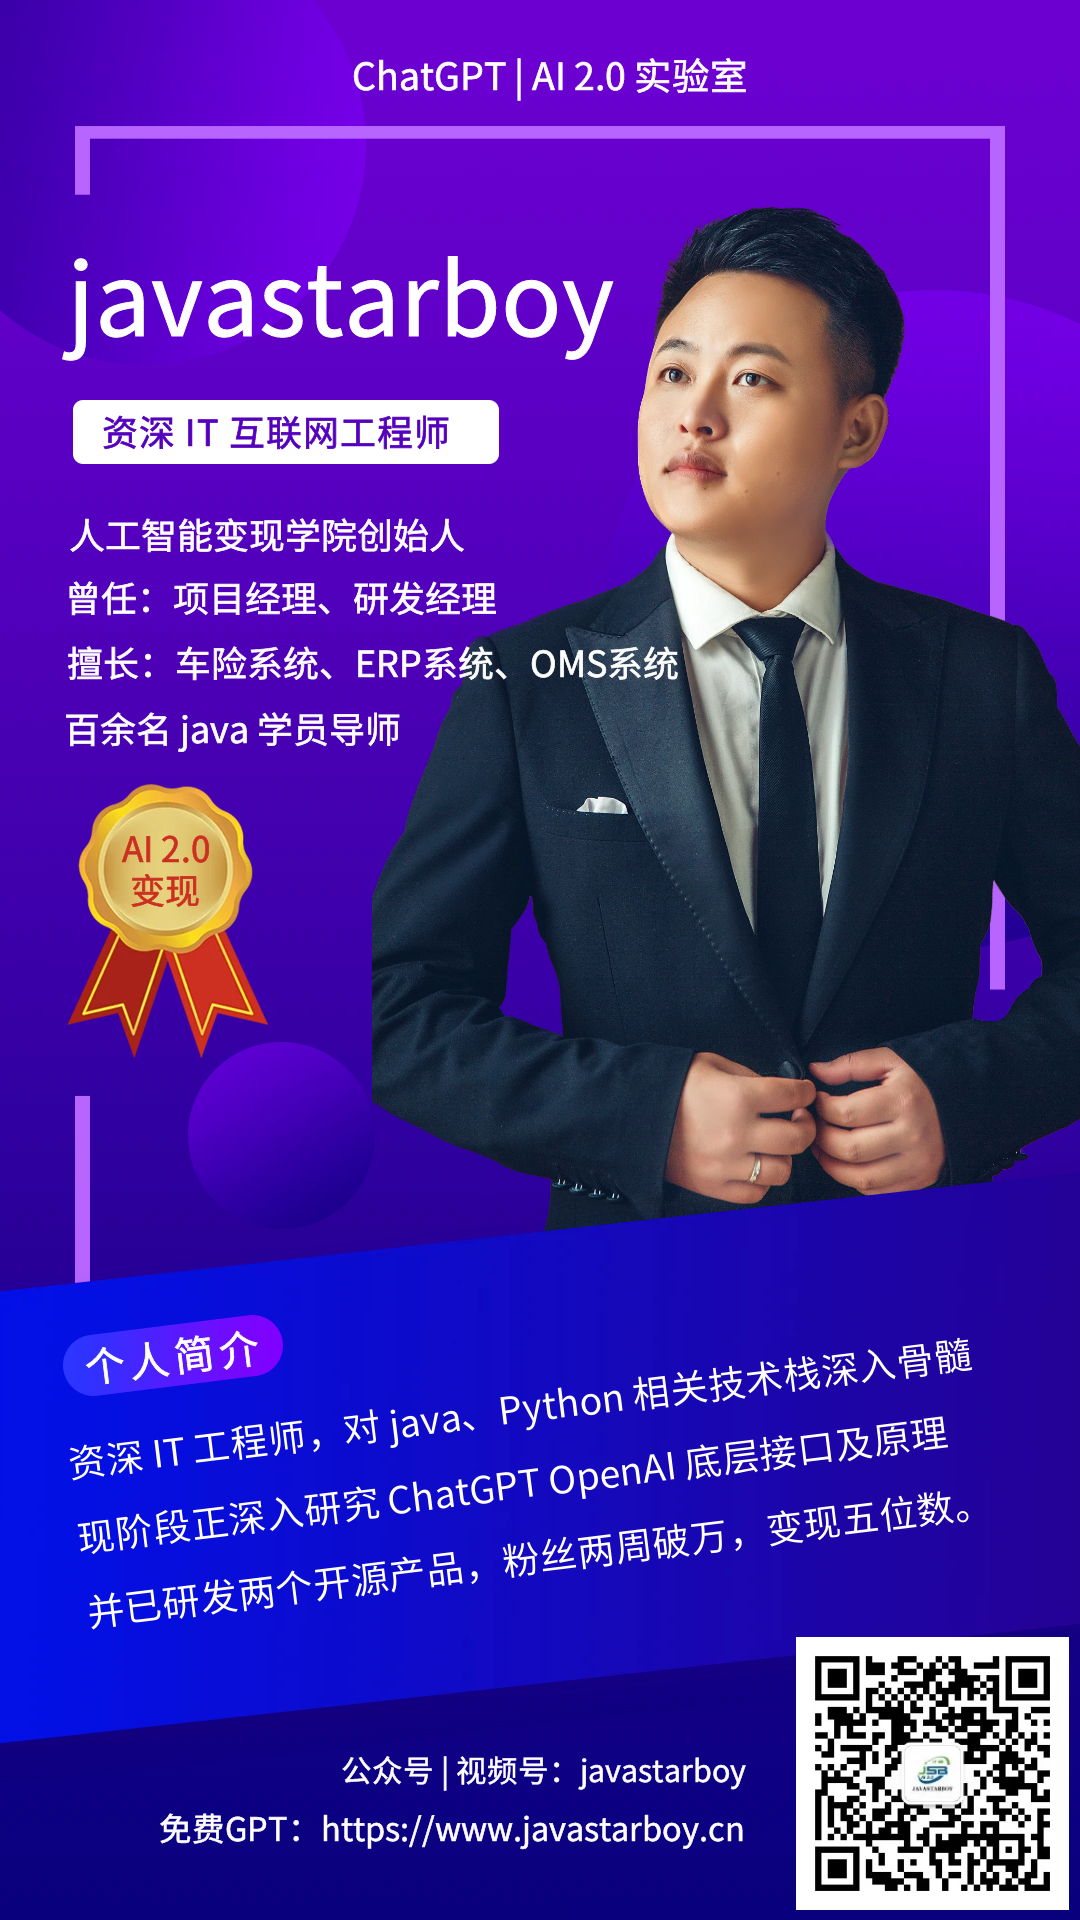 ChatGPT | AI 2.0 实验室
javastarboy
资深 IT 互联网工程师
人工智能变现学院创始人
曾任：项目经理、研发经理
擅长：车险系统、ERP系统、OMS系统
百余名 java 学员导师
AI 2.0
变现
个人简介
资深 IT 工程师，对 java、Python 相关技术栈深入骨髓
现阶段正深入研究 ChatGPT OpenAI 底层接口及原理
并已研发两个开源产品，粉丝两周破万，变现五位数。
公众号 | 视频号：javastarboy
免费GPT：https://www.javastarboy.cn
JSB
JAVASTARBOY